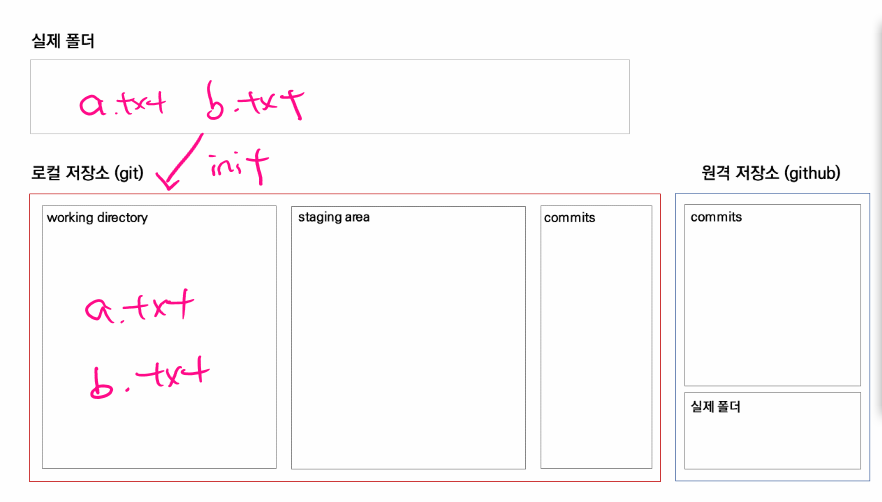 실제 폴더
a.txt b.txt
init
로컬 저장소 (git)
원격 저장소 (github)
working directory
staging area
commits
commits
a.txt
b.txt
실제 폴더